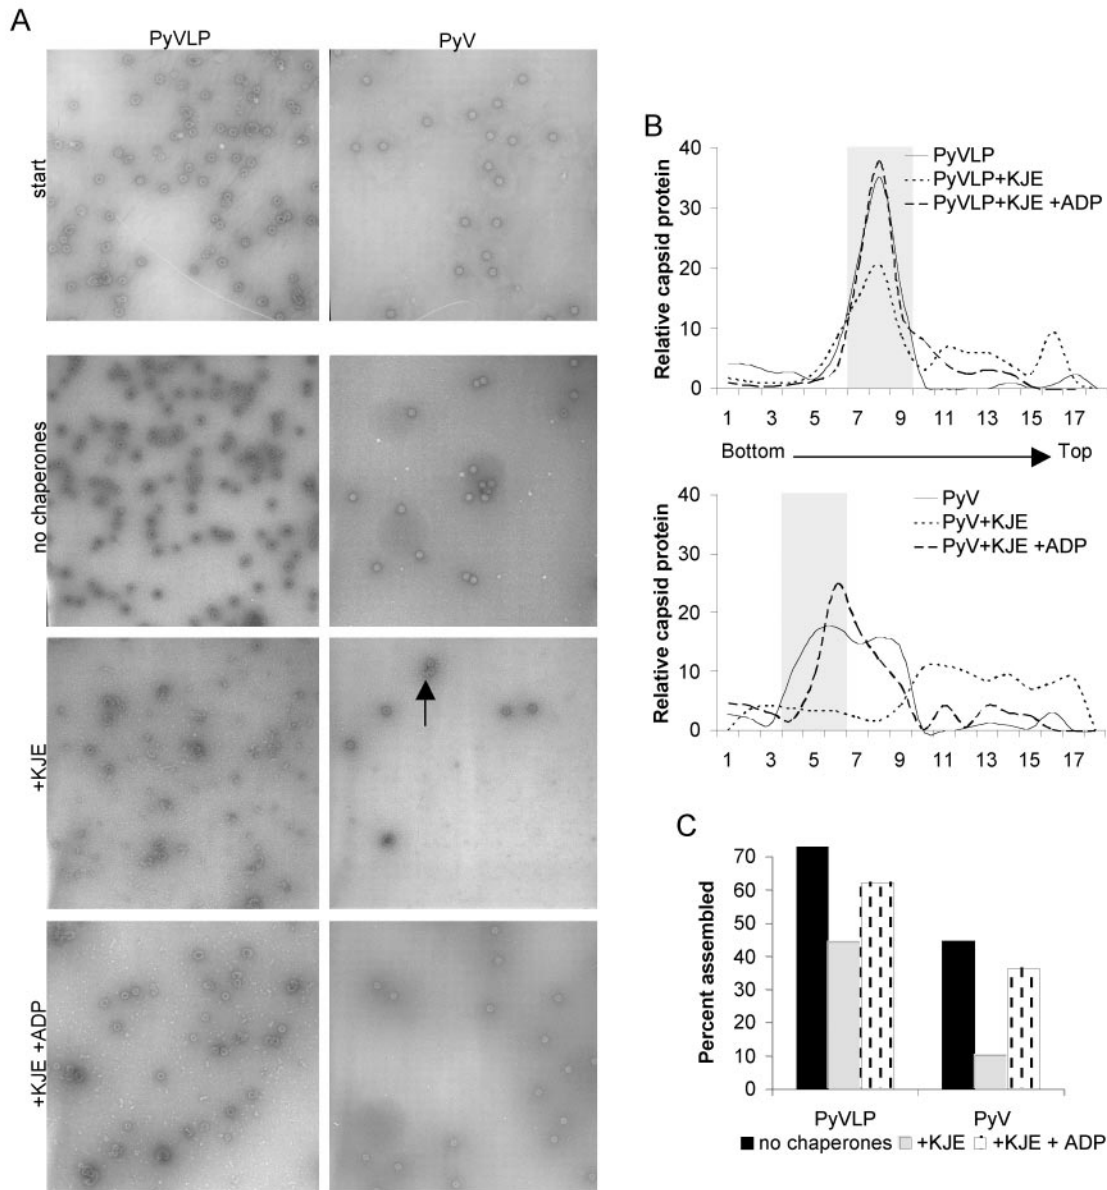 A
PyVLP
PyV
start
no chaperones
+KJE
+KJE +ADP
B
40
30
20
10
0
Relative capsid protein
PyVLP
PyVLP+KJE
PyVLP+KJE +ADP
1 3 5 7 9 11 13 15 17
Bottom
Top
40
30
20
10
0
Relative capsid protein
PyV
PyV+KJE
PyV+KJE +ADP
1 3 5 7 9 11 13 15 17
C
70
60
50
40
30
20
10
0
Percent assembled
PyVLP
PyV
no chaperones +KJE +KJE + ADP